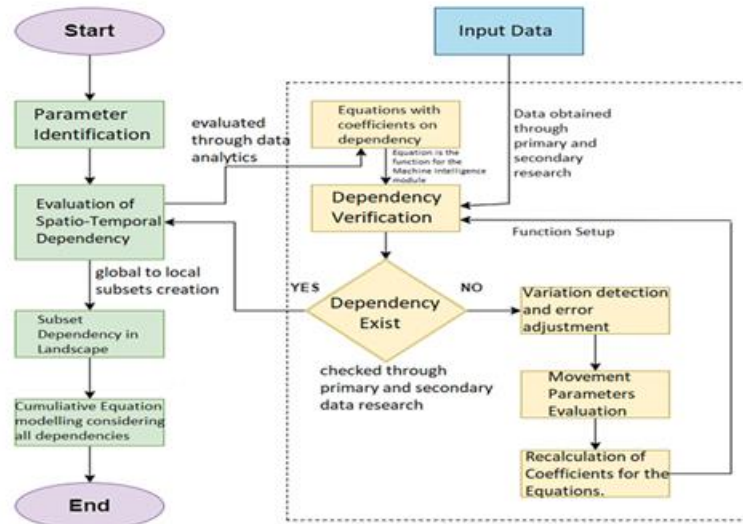 Start
Input Data
Parameter
Identification
evaluated
through data
analytics
Equations with
coefficients on
dependency
Data obtained
through
primary and
secondary
research
Equation is the
function for the
Machine Intelligence
module
Evaluation of
Spatio-Temporal
Dependency
Dependency
Verification
Function Setup
global to local
subsets creation
YES
NO
Dependency
Exist
Variation detection
and error
adjustment
Subset
Dependency in
Landscape
checked through
primary and secondary
data research
Movement
Parameters
Evaluation
Cumuliative Equation
modelling considering
all dependencies
Recalculation of
Coefficients for the
Equations.
End